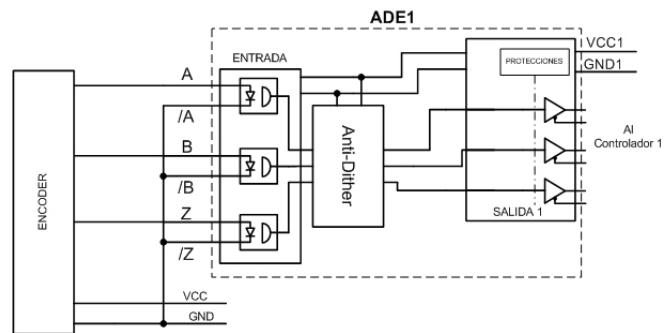 ADE1
ENTRADA
PROTECCIONES
VCC1
GND1
A
/A
B
/B
Z
/Z
ENCODER
Anti-Dither
Al
Controlador 1
SALIDA 1
VCC
GND